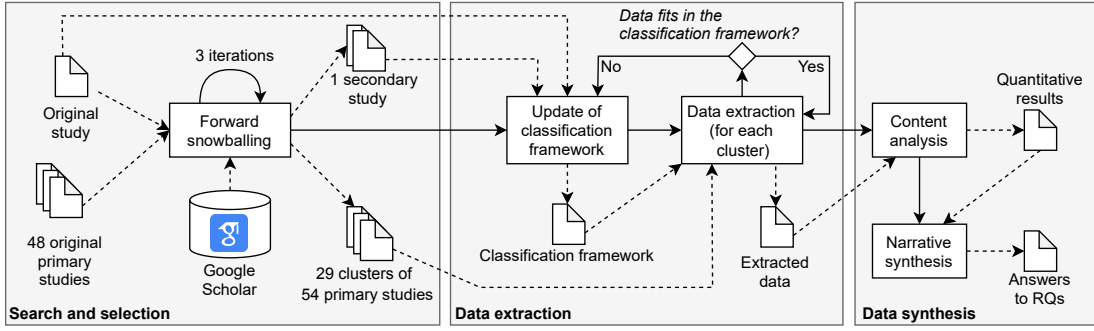 3 iterations
Original
study
48 original
primary
studies
Forward
snowballing
Google
Scholar
1 secondary
study
29 clusters of
54 primary studies
Search and selection
Data fits in the
classification framework?
No
Yes
Update of
classification
framework
Data extraction
(for each
cluster)
Classification framework
Extracted
data
Data extraction
Content
analysis
Quantitative
results
Narrative
synthesis
Answers
to RQs
Data synthesis